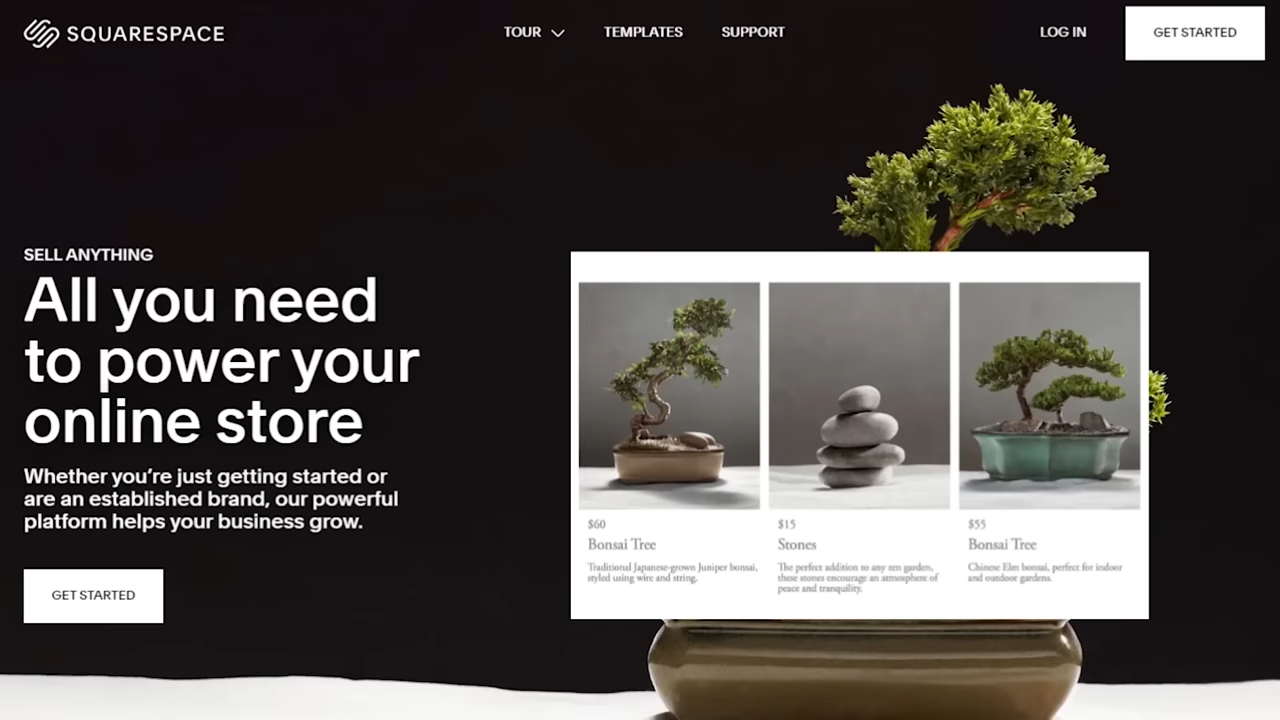 SQUARESPACE
TOUR
TEMPLATES
SUPPORT
LOG IN
GET STARTED
SELL ANYTHING
All you need
to power your
online store
Whether you’re just getting started or
are an established brand, our powerful
platform helps your business grow.
GET STARTED
$60
Bonsai Tree
Traditional Japanese-grown Juniper bonsai,
styled using wire and string.
$15
Stones
The perfect addition to any zen garden,
these stones encourage an atmosphere of
peace and tranquility.
$55
Bonsai Tree
Chinese Elm bonsai, perfect for indoor
and outdoor gardens.